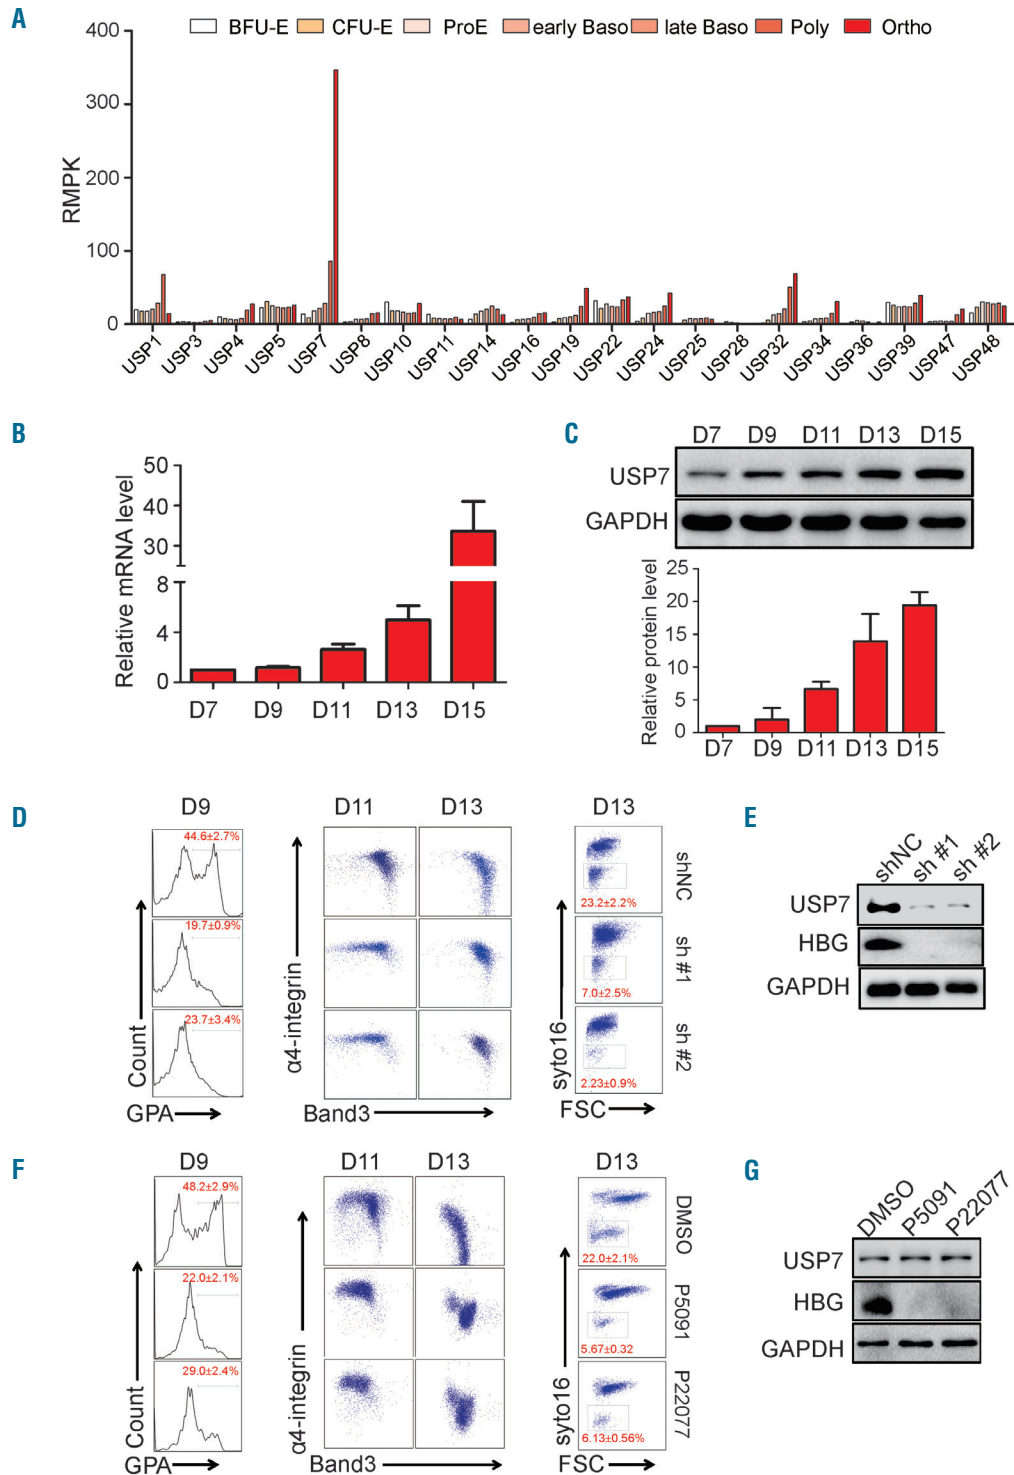 A
BFU-E CFU-E ProE early Baso late Baso Poly Ortho
400
300
200
100
0
RMPK
USP1 USP3 USP4 USP5 USP7 USP8 USP10 USP11 USP14 USP16 USP19 USP22 USP24 USP25 USP28 USP32 USP34 USP36 USP39 USP47 USP48
B
50
40
30
8
4
0
Relative mRNA level
D7 D9 D11 D13 D15
C
D7 D9 D11 D13 D15
USP7
GAPDH
25
20
15
10
5
0
Relative protein level
D7 D9 D11 D13 D15
D
D9 D11 D13 D13
44.6±2.7%
19.7±0.9%
23.7±3.4%
Count
GPA
α4-integrin
Band3
23.2±2.2%
7.0±2.5%
2.23±0.9%
syto16
FSC
shNC
sh #1
sh #2
E
shNC sh #1 sh #2
USP7
HBG
GAPDH
F
D9 D11 D13 D13
48.2±2.9%
22.0±2.1%
29.0±2.4%
Count
GPA
α4-integrin
Band3
22.0±2.1%
5.67±0.32
6.13±0.56%
syto16
FSC
DMSO
P5091
P22077
G
DMSO P5091 P22077
USP7
HBG
GAPDH